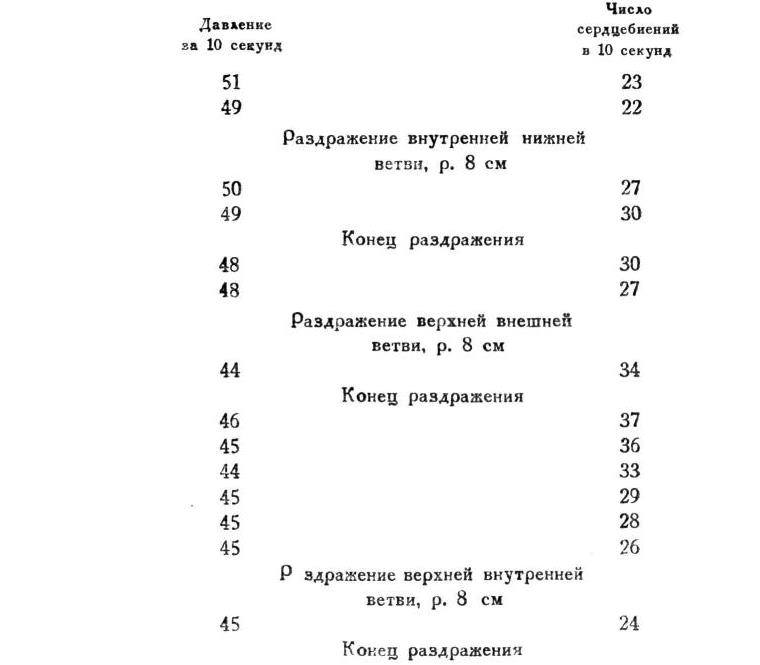 Давление
за 10 секунд
Число
сердцебиений
в 10 секунд
51 23
49 22
Раздражение внутренней нижней
ветви, р. 8 см
50 27
49 30
Конец раздражения
48 30
48 27
Раздражение верхней внешней
ветви, р. 8 см
44 34
Конец раздражения
46 37
45 36
44 33
45 29
45 28
45 26
Р здражение верхней внутренней
ветви, р. 8 см
45 24
Конец раздражения